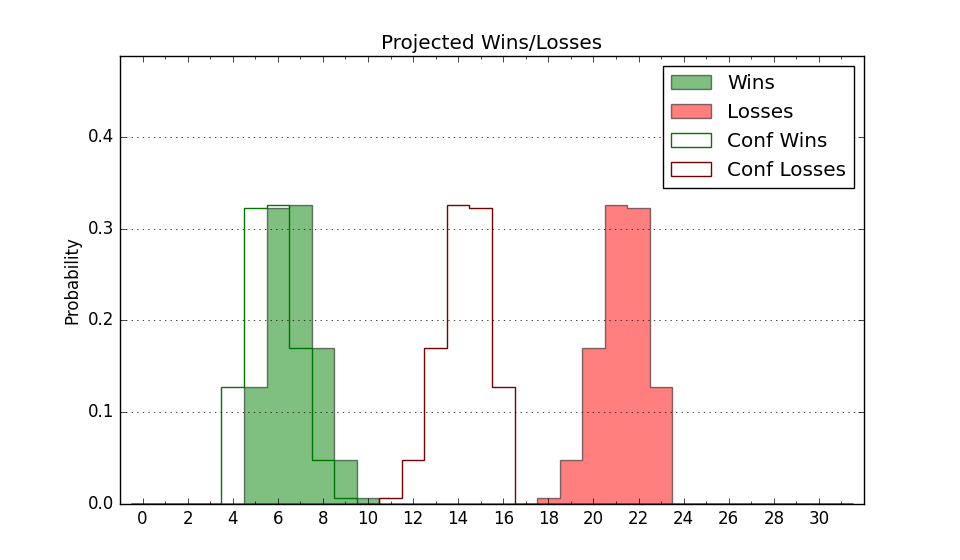 Projected Wins/Losses
Wins
Losses
Conf Wins
Conf Losses
Probability
0.4
0.3
0.2
0.1
0.0
0 2 4 6 8 10 12 14 16 18 20 22 24 26 28 30